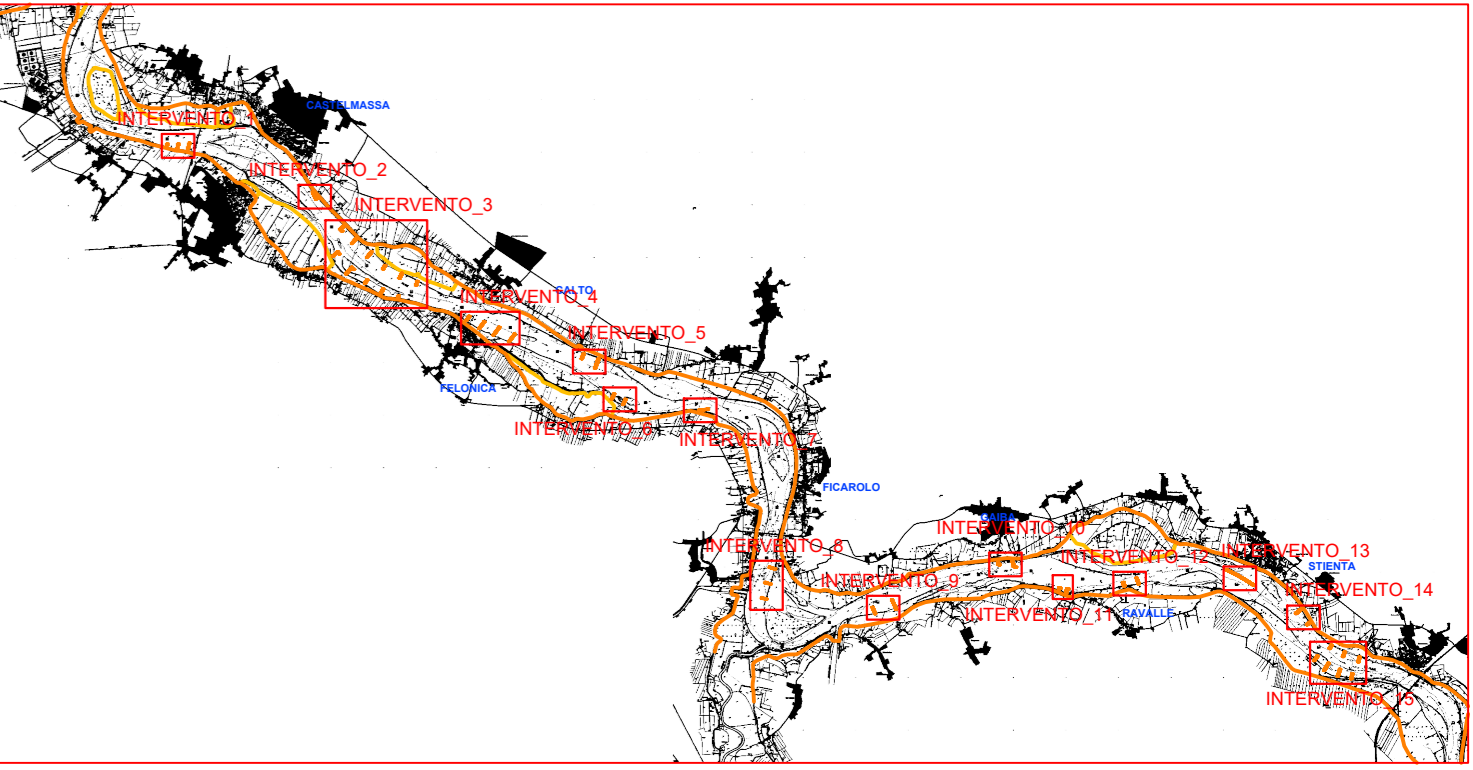 CASTELMASSA
INTERVENTO_1
INTERVENTO_2
INTERVENTO_3
CALTO
INTERVENTO_4
INTERVENTO_5
FELONICA
INTERVENTO_6
INTERVENTO_7
FICAROLO
GAIBA
INTERVENTO_10
INTERVENTO_8
INTERVENTO_12
INTERVENTO_13
STIENTA
INTERVENTO_9
INTERVENTO_14
INTERVENTO_11
RAVALLE
INTERVENTO_15